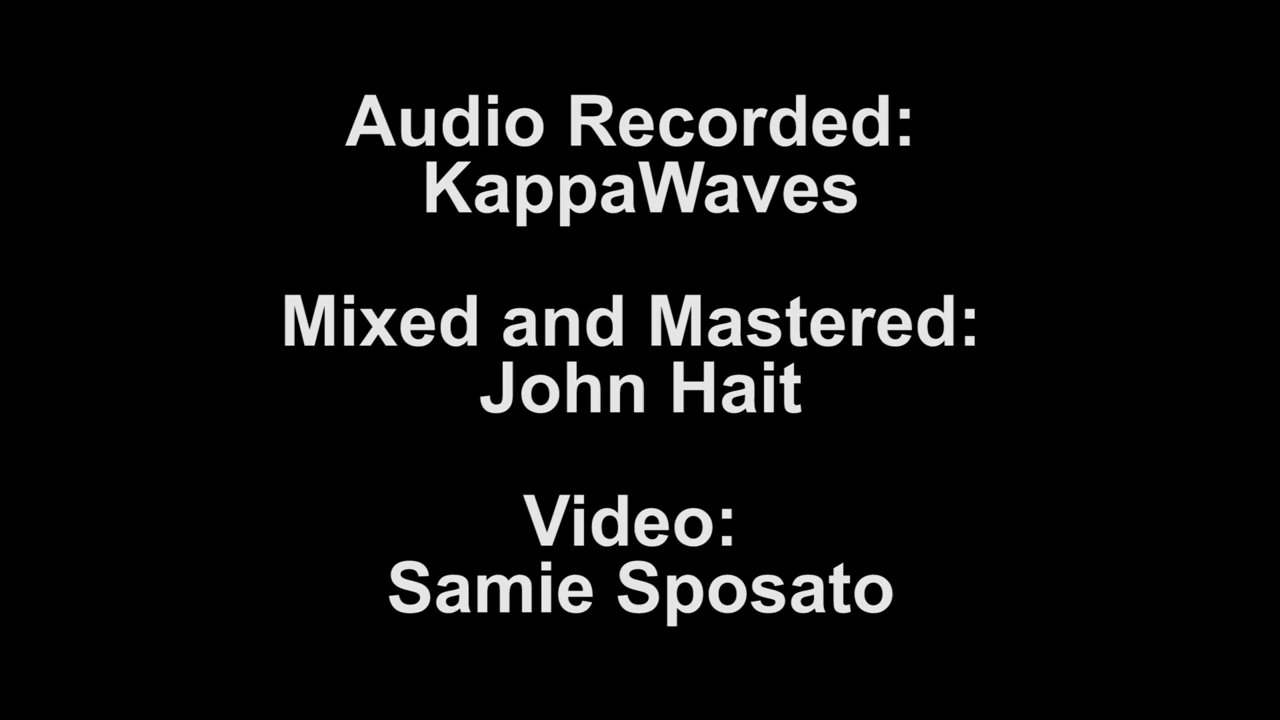 Audio Recorded:
KappaWaves
Mixed and Mastered:
John Hait
Video:
Samie Sposato